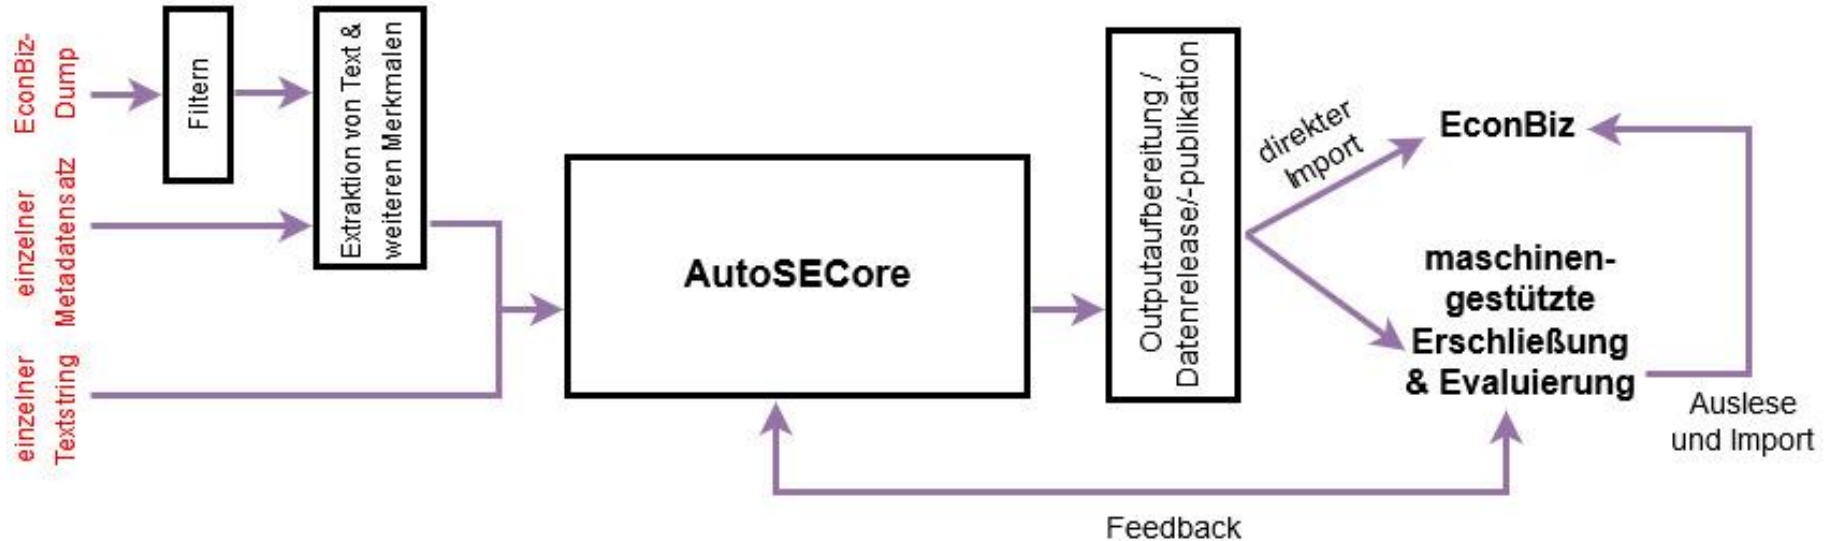 EconBiz-
Dump
einzelner
Metadatensatz
einzelner
Textstring
Filtern
Extraktion von Text &
weiteren Merkmalen
AutoSECore
Outputaufbereitung /
Datenrelease/-publikation
direkter
Import
EconBiz
maschinen-
gestützte
Erschließung
& Evaluierung
Auslese
und Import
Feedback